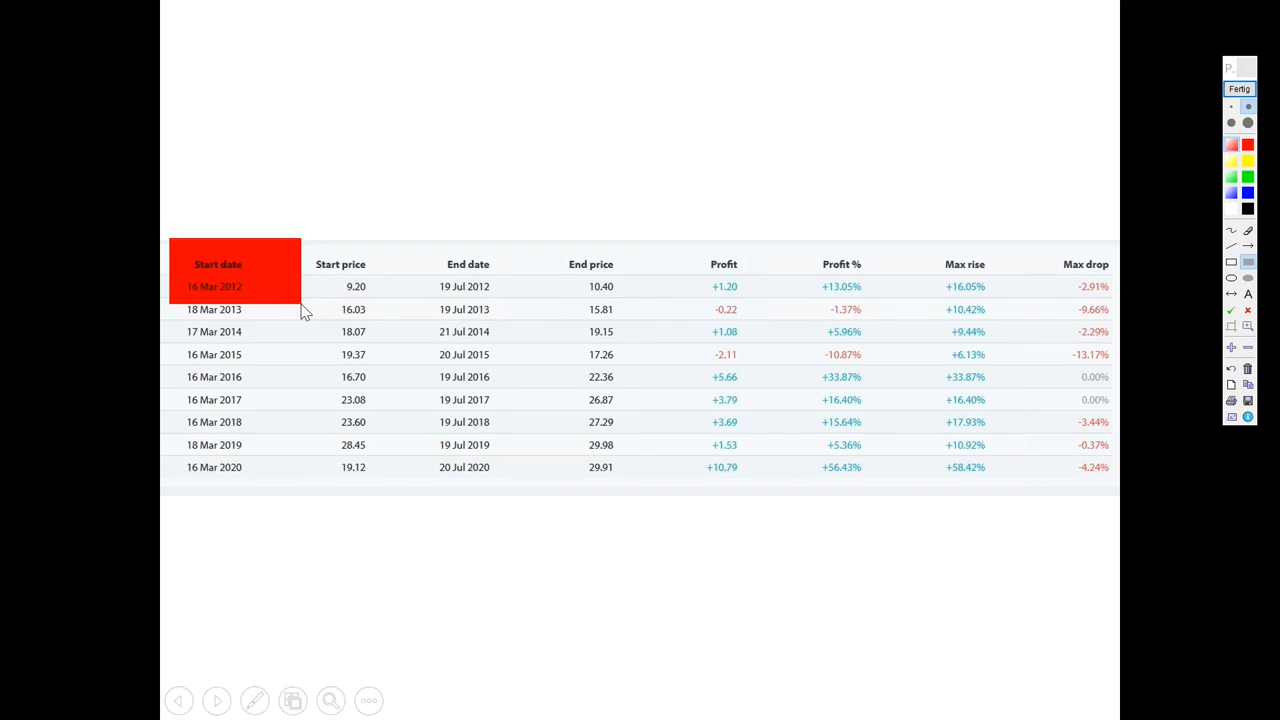 P..
Fertig
A
Start date Start price End date End price Profit Profit % Max rise Max drop
16 Mar 2012 9.20 19 Jul 2012 10.40 +1.20 +13.05% +16.05% -2.91%
18 Mar 2013 16.03 19 Jul 2013 15.81 -0.22 -1.37% +10.42% -9.66%
17 Mar 2014 18.07 21 Jul 2014 19.15 +1.08 +5.96% +9.44% -2.29%
16 Mar 2015 19.37 20 Jul 2015 17.26 -2.11 -10.87% +6.13% -13.17%
16 Mar 2016 16.70 19 Jul 2016 22.36 +5.66 +33.87% +33.87% 0.00%
16 Mar 2017 23.08 19 Jul 2017 26.87 +3.79 +16.40% +16.40% 0.00%
16 Mar 2018 23.60 19 Jul 2018 27.29 +3.69 +15.64% +17.93% -3.44%
18 Mar 2019 28.45 19 Jul 2019 29.98 +1.53 +5.36% +10.92% -0.37%
16 Mar 2020 19.12 20 Jul 2020 29.91 +10.79 +56.43% +58.42% -4.24%